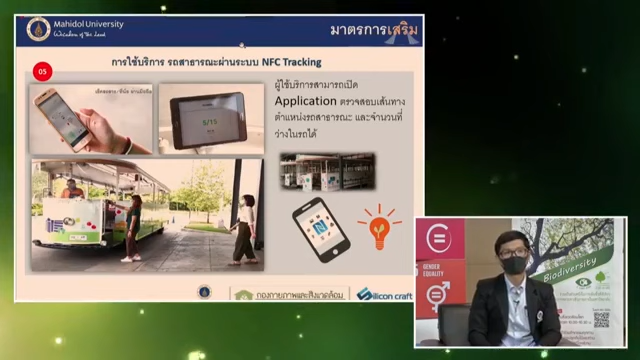 Mahidol University
Wisdom of the Land
มาตรการเสริม
05
การใช้บริการ รถสาธารณะผ่านระบบ NFC Tracking
ผู้ใช้บริการสามารถเปิด
Application ตรวจสอบเส้นทาง
ตำแหน่งรถสาธารณะ และจำนวนที่
ว่างในรถได้
8/15
N
กองกายภาพและสิ่งแวดล้อม
Silicon craft
GENDER
EQUALITY
Biodiversity